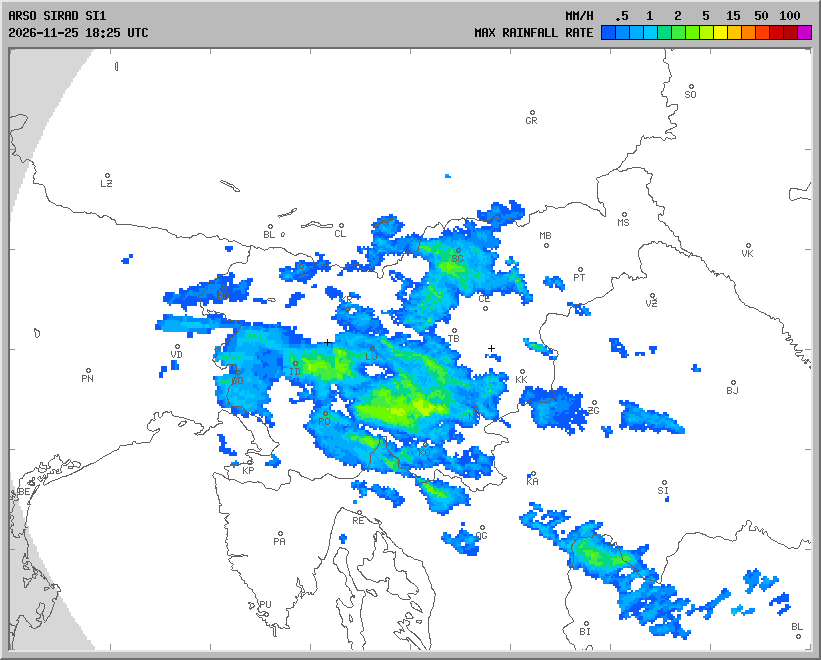 ARSO SIRAD SI1
2026-11-25 18:25 UTC
MM/H .5 1 2 5 15 50 100
MAX RAINFALL RATE
SO
GR
LZ
MS
BL CL MB VK
SG
PT
CE
VZ
TB
VD LJ
ID
PN GO KK BJ
ZG
PO
KP KA
BE SI
RE
PA OG
PU
BI BL